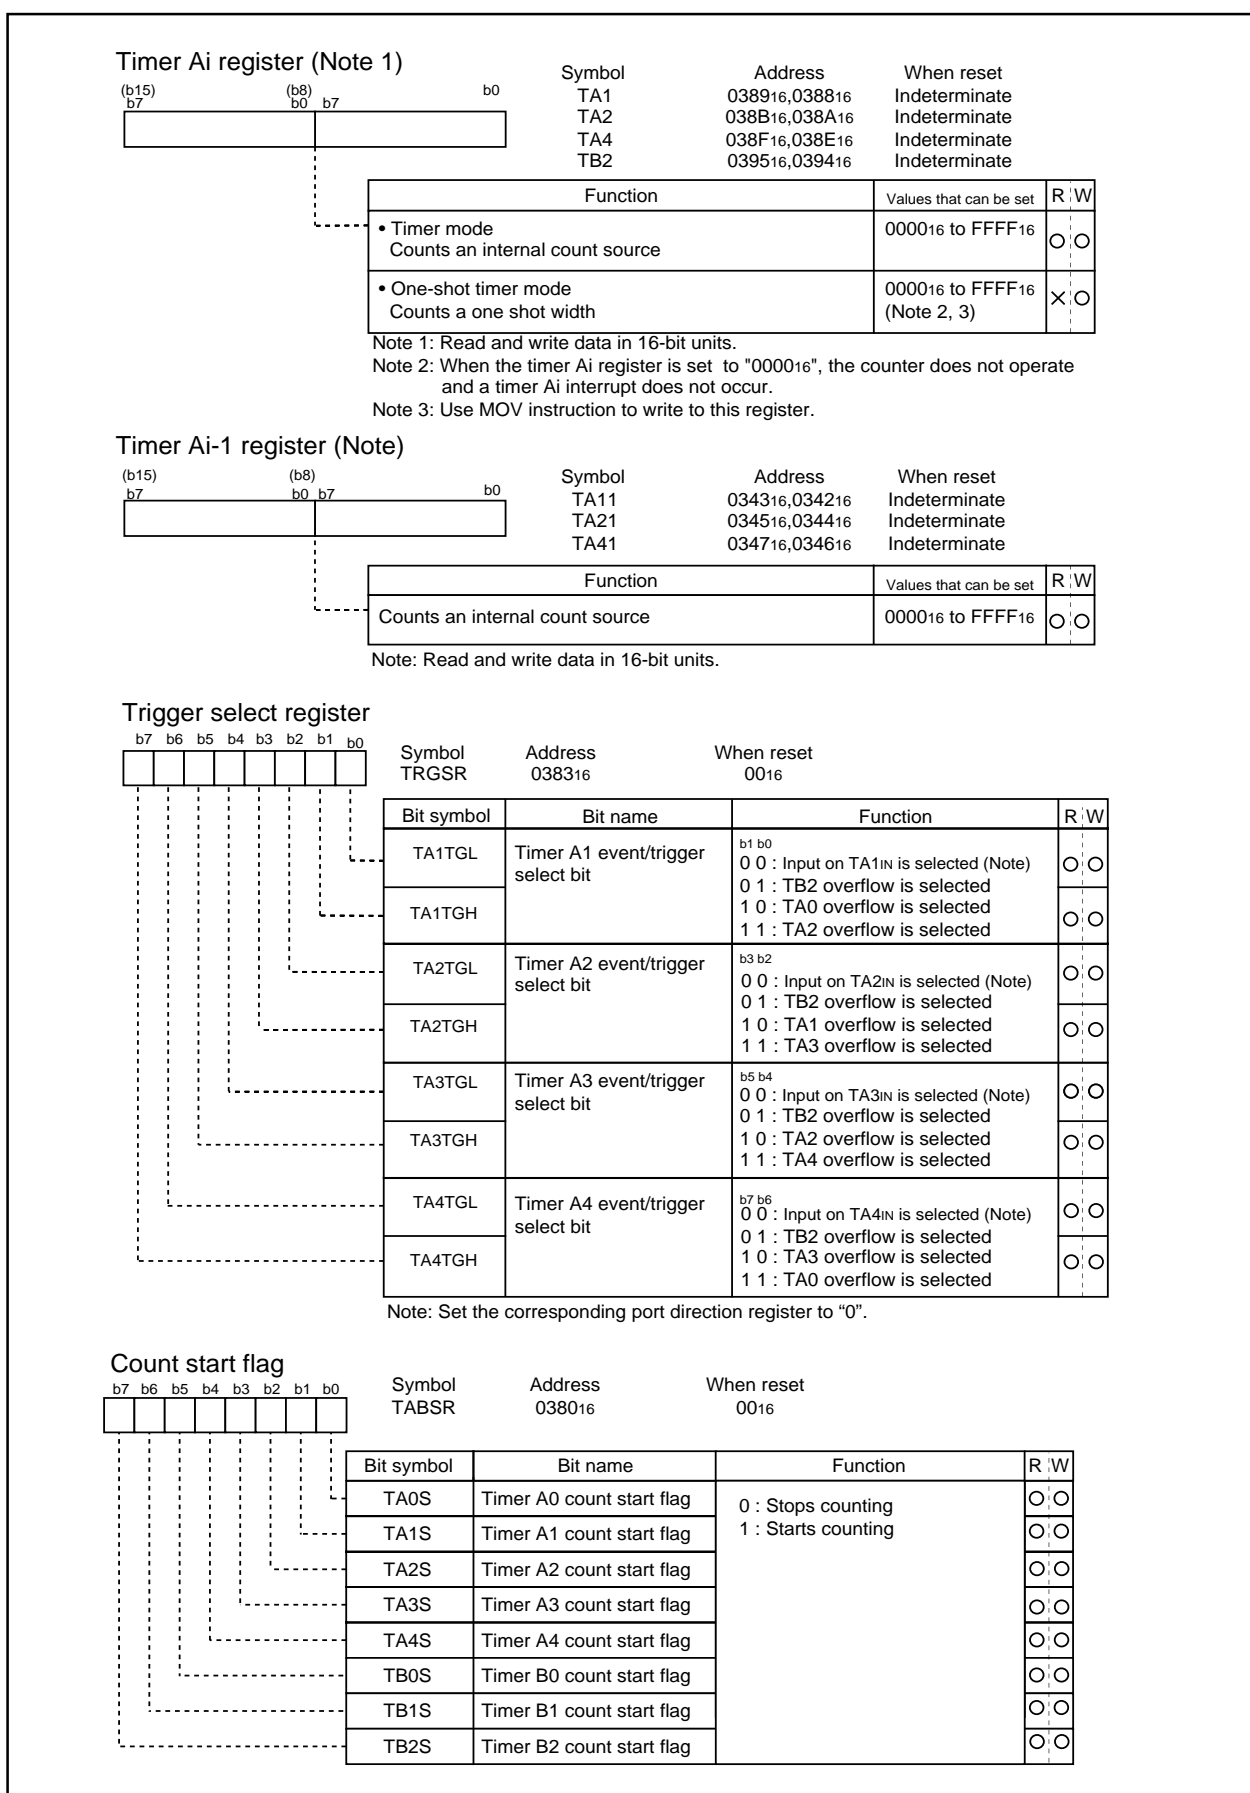 Timer Ai register (Note 1)
(b15) (b8)
b7 b0 b7 b0
Symbol Address When reset
TA1 038916,038816 Indeterminate
TA2 038B16,038A16 Indeterminate
TA4 038F16,038E16 Indeterminate
TB2 039516,039416 Indeterminate
Function Values that can be set R W
• Timer mode 000016 to FFFF16
Counts an internal count source
• One-shot timer mode 000016 to FFFF16
Counts a one shot width (Note 2, 3)
Note 1: Read and write data in 16-bit units.
Note 2: When the timer Ai register is set to "000016", the counter does not operate
and a timer Ai interrupt does not occur.
Note 3: Use MOV instruction to write to this register.
Timer Ai-1 register (Note)
(b15) (b8)
b7 b0 b7 b0
Symbol Address When reset
TA11 034316,034216 Indeterminate
TA21 034516,034416 Indeterminate
TA41 034716,034616 Indeterminate
Function Values that can be set R W
Counts an internal count source 000016 to FFFF16
Note: Read and write data in 16-bit units.
Trigger select register
b7 b6 b5 b4 b3 b2 b1 b0
Symbol Address When reset
TRGSR 038316 0016
Bit symbol Bit name Function R W
TA1TGL
TA1TGH
Timer A1 event/trigger
select bit
b1 b0
0 0 : Input on TA1IN is selected (Note)
0 1 : TB2 overflow is selected
1 0 : TA0 overflow is selected
1 1 : TA2 overflow is selected
TA2TGL
TA2TGH
Timer A2 event/trigger
select bit
b3 b2
0 0 : Input on TA2IN is selected (Note)
0 1 : TB2 overflow is selected
1 0 : TA1 overflow is selected
1 1 : TA3 overflow is selected
TA3TGL
TA3TGH
Timer A3 event/trigger
select bit
b5 b4
0 0 : Input on TA3IN is selected (Note)
0 1 : TB2 overflow is selected
1 0 : TA2 overflow is selected
1 1 : TA4 overflow is selected
TA4TGL
TA4TGH
Timer A4 event/trigger
select bit
b7 b6
0 0 : Input on TA4IN is selected (Note)
0 1 : TB2 overflow is selected
1 0 : TA3 overflow is selected
1 1 : TA0 overflow is selected
Note: Set the corresponding port direction register to “0”.
Count start flag
b7 b6 b5 b4 b3 b2 b1 b0
Symbol Address When reset
TABSR 038016 0016
Bit symbol Bit name Function R W
TA0S Timer A0 count start flag 0 : Stops counting
TA1S Timer A1 count start flag 1 : Starts counting
TA2S Timer A2 count start flag
TA3S Timer A3 count start flag
TA4S Timer A4 count start flag
TB0S Timer B0 count start flag
TB1S Timer B1 count start flag
TB2S Timer B2 count start flag